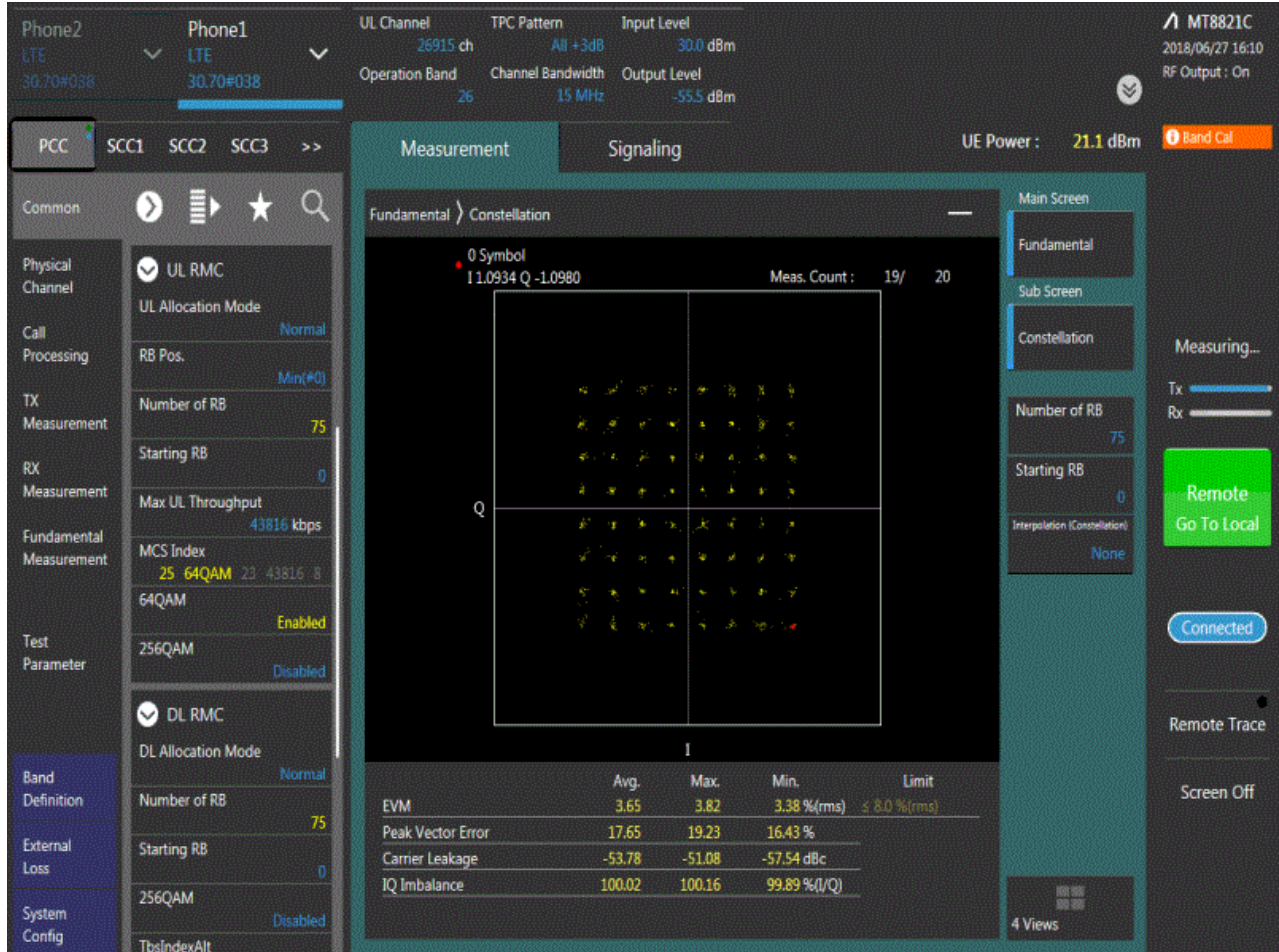 Phone2
LTE
30.70#038
Phone1
LTE
30.70#038
UL Channel
26915 ch
TPC Pattern
All +3dB
Input Level
30.0 dBm
Operation Band
26
Channel Bandwidth
15 MHz
Output Level
-55.5 dBm
MT8821C
2018/06/27 16:10
RF Output : On
PCC SCC1 SCC2 SCC3 >>
Measurement
Signaling
UE Power : 21.1 dBm
Band Cal
Common
Physical
Channel
Call
Processing
TX
Measurement
RX
Measurement
Fundamental
Measurement
Test
Parameter
Band
Definition
External
Loss
System
Config
UL RMC
UL Allocation Mode
Normal
RB Pos.
Min(#0)
Number of RB
75
Starting RB
0
Max UL Throughput
43816 kbps
MCS Index
25 64QAM 23 43816 8
64QAM
Enabled
256QAM
Disabled
DL RMC
DL Allocation Mode
Normal
Number of RB
75
Starting RB
0
256QAM
Disabled
TbsIndexAlt
Fundamental 〉 Constellation
0 Symbol
I 1.0934 Q -1.0980
Meas. Count : 19/ 20
Q
I
Avg. Max. Min. Limit
EVM 3.65 3.82 3.38 %(rms) ≤ 8.0 %(rms)
Peak Vector Error 17.65 19.23 16.43 %
Carrier Leakage -53.78 -51.08 -57.54 dBc
IQ Imbalance 100.02 100.16 99.89 %(I/Q)
Main Screen
Fundamental
Sub Screen
Constellation
Number of RB
75
Starting RB
0
Interpolation (Constellation)
None
4 Views
Measuring...
Tx
Rx
Remote
Go To Local
Connected
Remote Trace
Screen Off